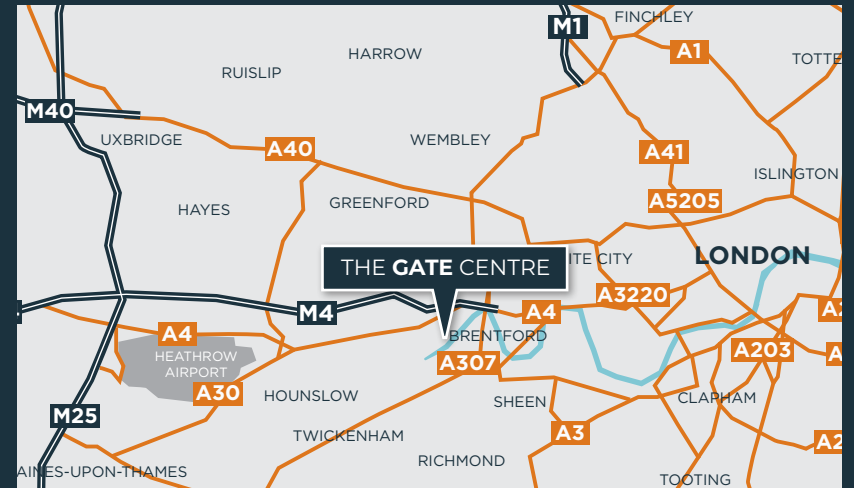 FINCHLEY
M1
HARROW
A1
TOTTE
RUISLIP
M40
UXBRIDGE
A40
WEMBLEY
A41
ISLINGTON
HAYES
GREENFORD
A5205
THE GATE CENTRE
ITE CITY
LONDON
A3220
M4
A4
A4
BRENTFORD
HEATHROW
AIRPORT
A307
A203
A30
HOUNSLOW
SHEEN
CLAPHAM
M25
TWICKENHAM
A3
A2
RICHMOND
AINES-UPON-THAMES
TOOTING